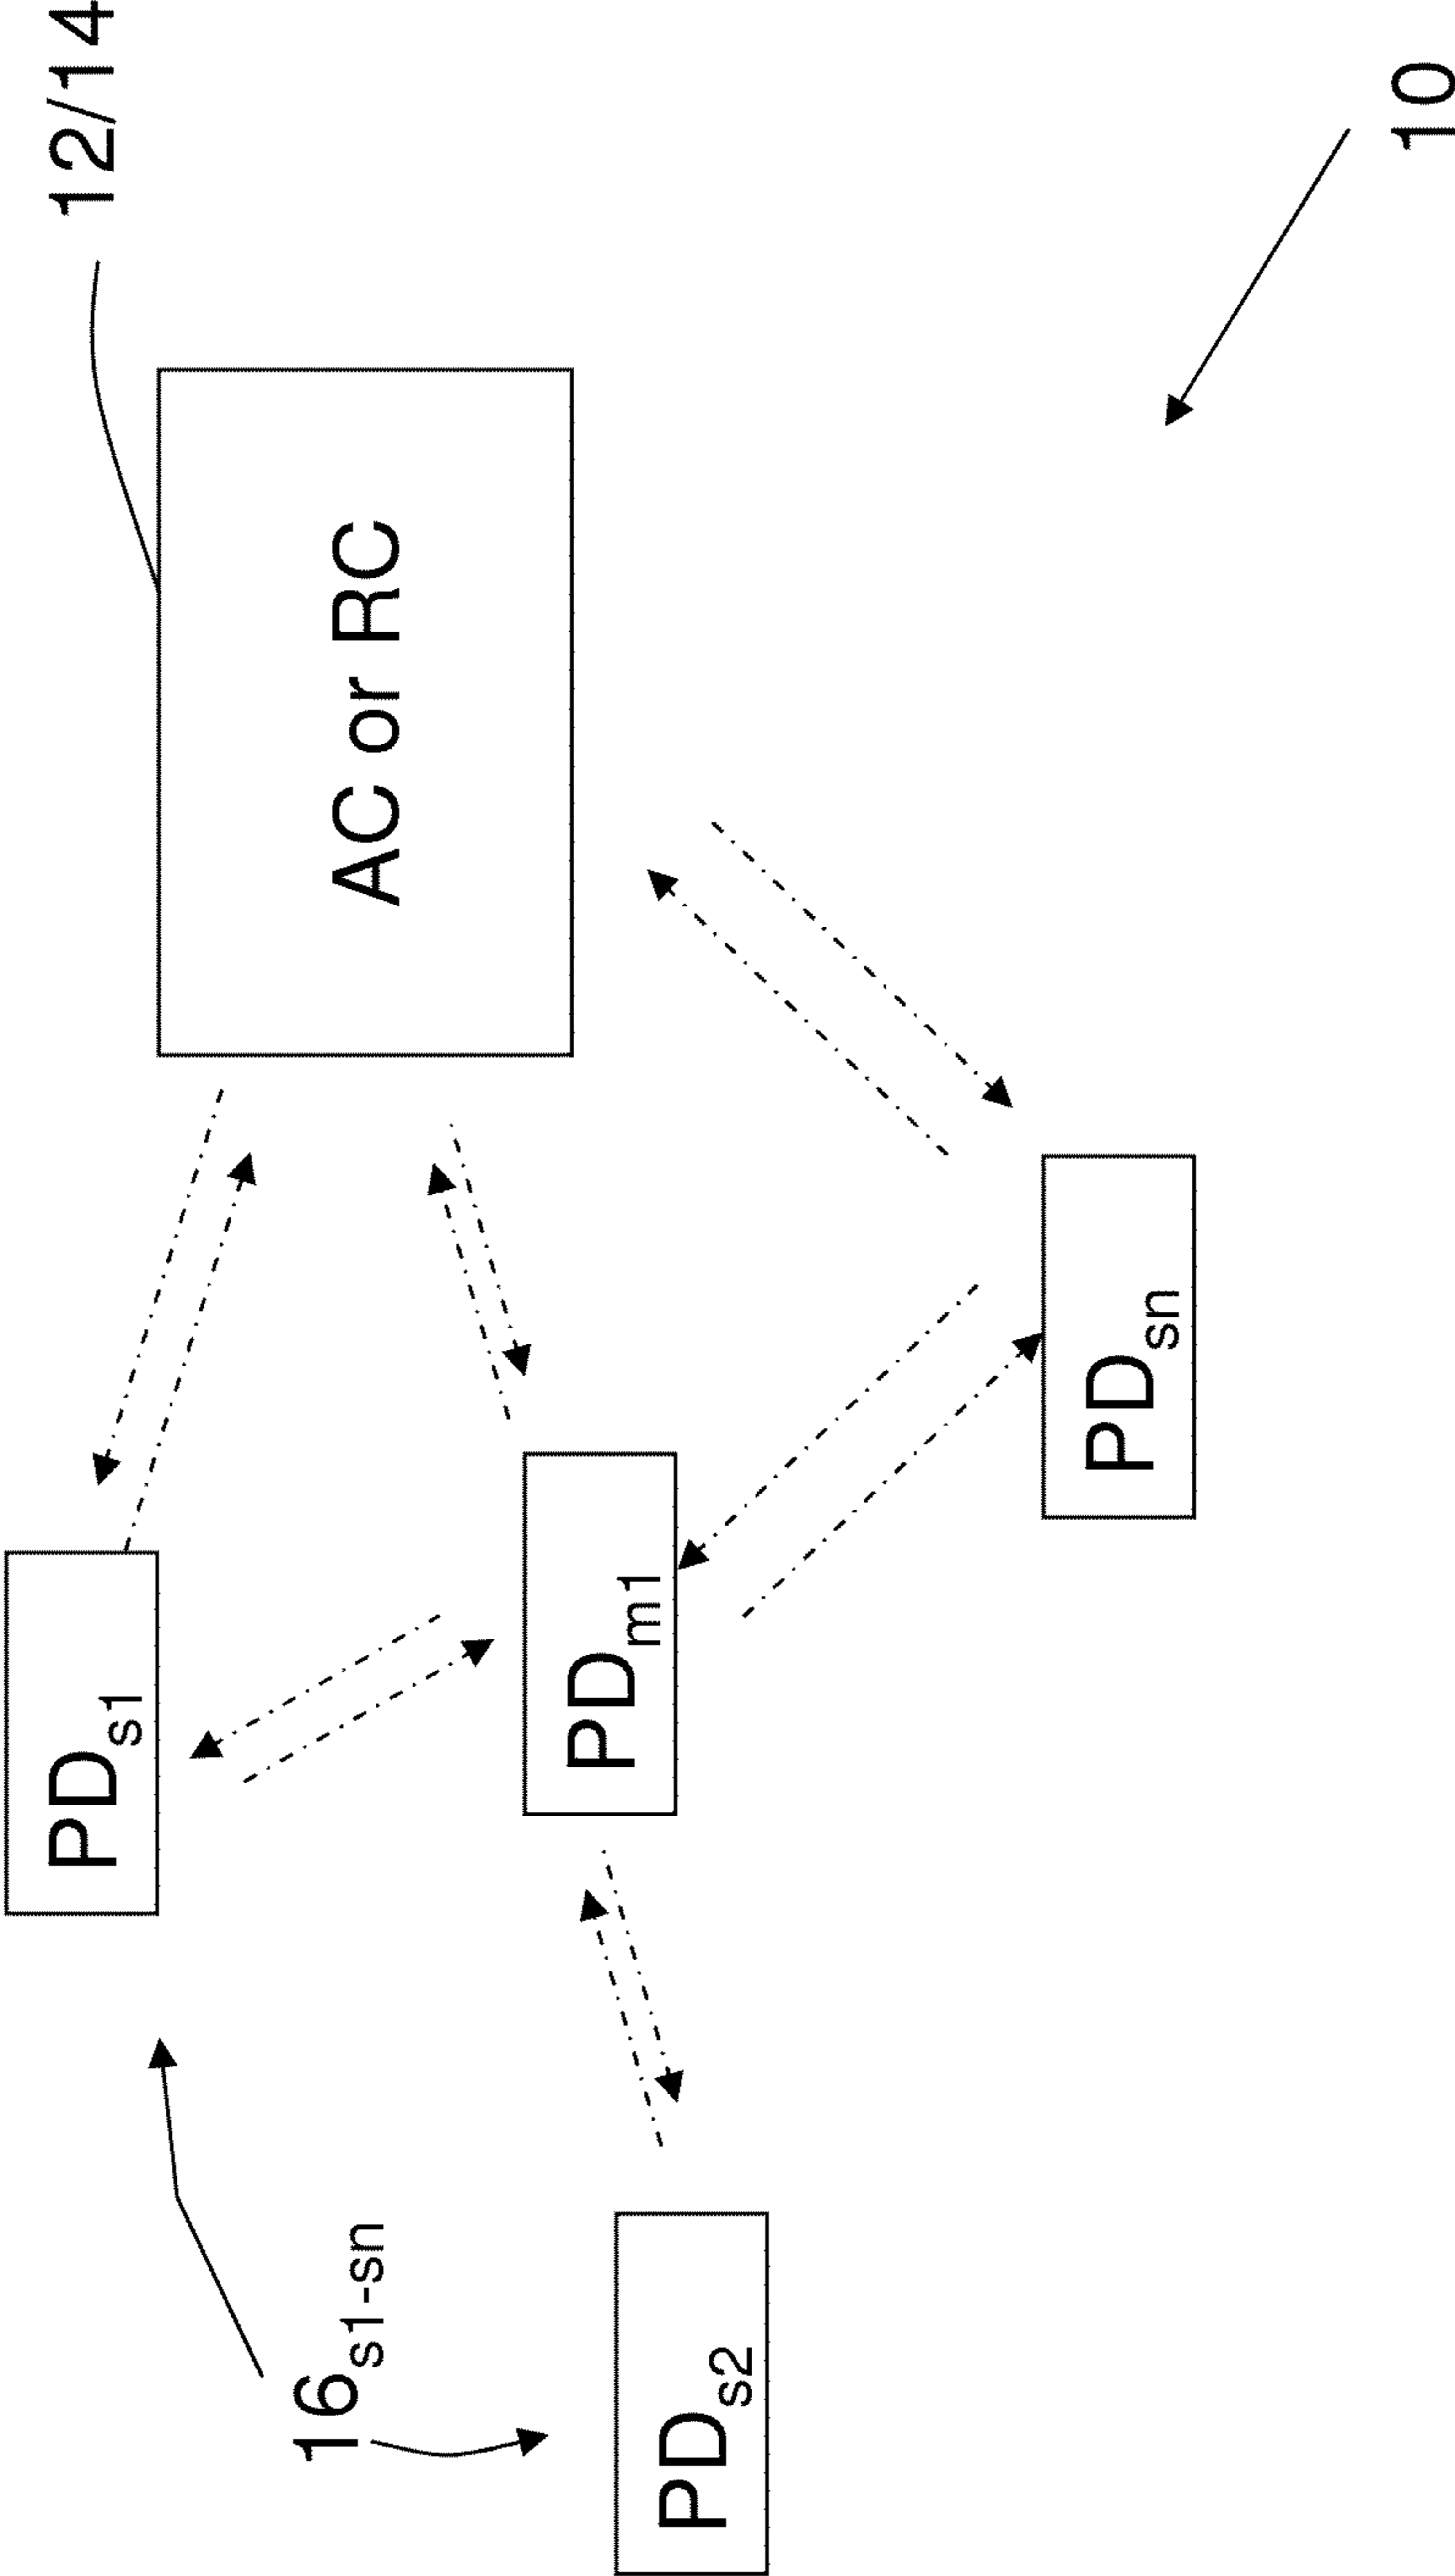 PDs1
12/14
16s1-sn
AC or RC
PDm1
PDs2
PDsn
10